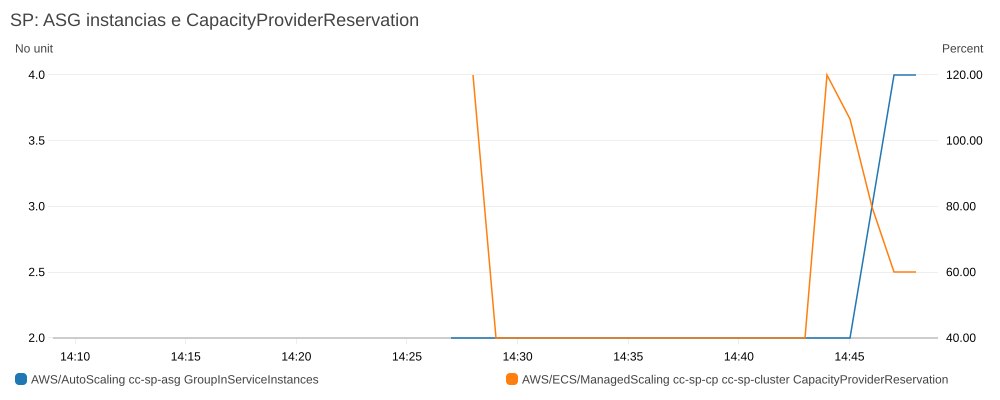 SP: ASG instancias e CapacityProviderReservation
No unit Percent
4.0 120.00
3.5 100.00
3.0 80.00
2.5 60.00
2.0 40.00
14:10 14:15 14:20 14:25 14:30 14:35 14:40 14:45
AWS/AutoScaling cc-sp-asg GroupInServiceInstances AWS/ECS/ManagedScaling cc-sp-cp cc-sp-cluster CapacityProviderReservation